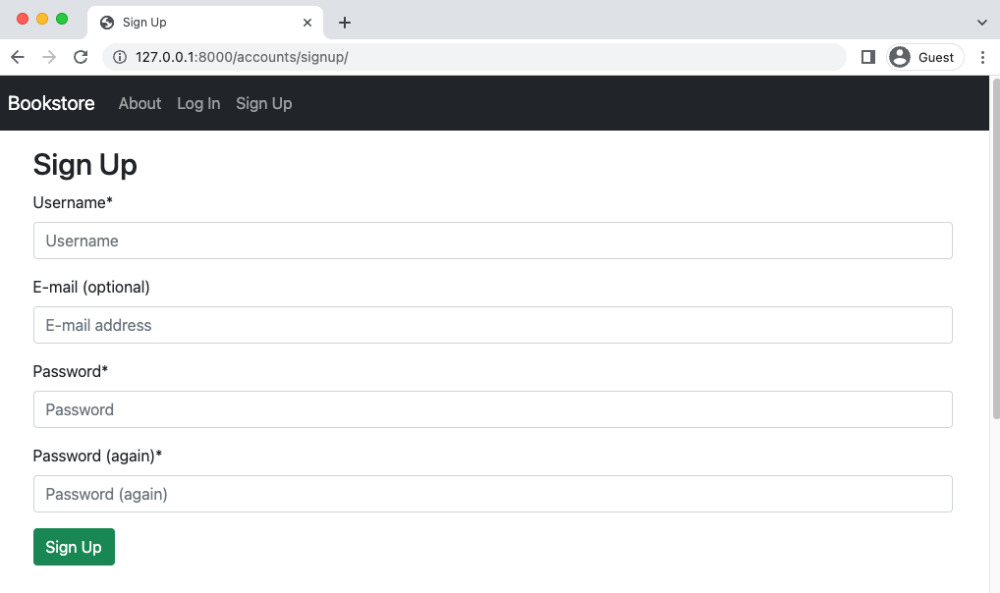 Sign Up
127.0.0.1:8000/accounts/signup/
Guest
Bookstore About Log In Sign Up
Sign Up
Username*
Username
E-mail (optional)
E-mail address
Password*
Password
Password (again)*
Password (again)
Sign Up